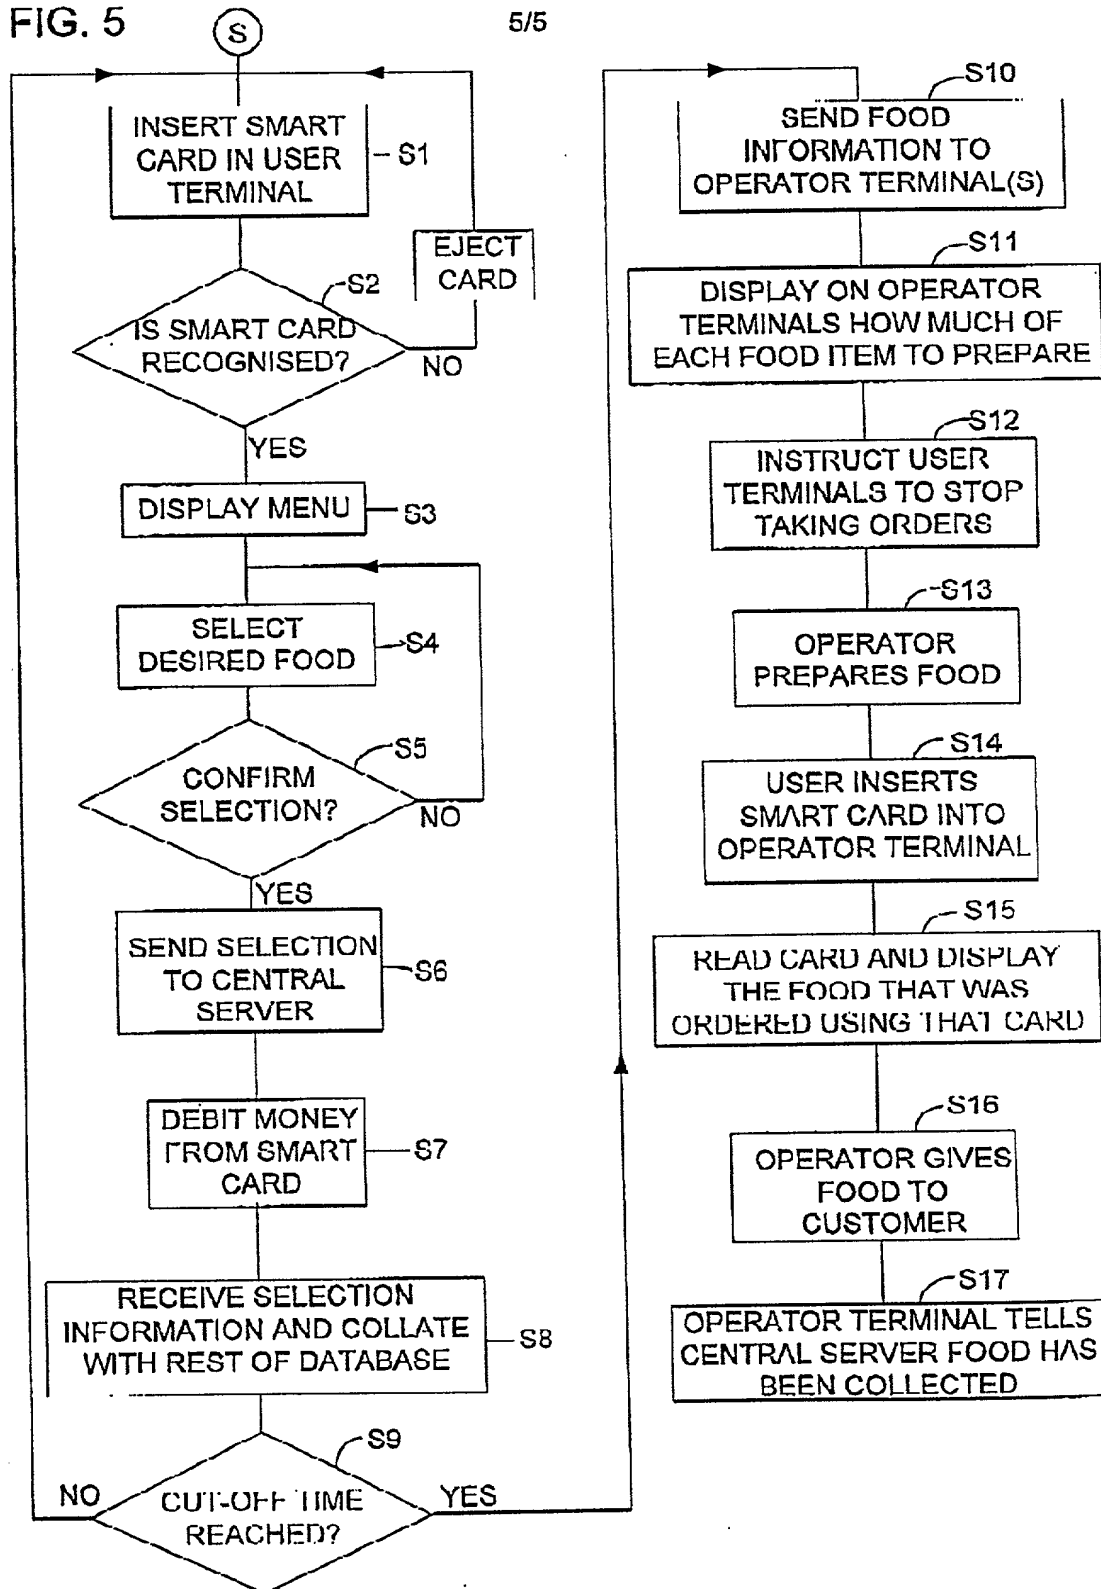 FIG. 5
5/5
S
INSERT SMART
CARD IN USER
TERMINAL
S1
EJECT
CARD
S2
IS SMART CARD
RECOGNISED?
NO
YES
DISPLAY MENU
S3
SELECT
DESIRED FOOD
S4
S5
CONFIRM
SELECTION?
NO
YES
SEND SELECTION
TO CENTRAL
SERVER
S6
DEBIT MONEY
FROM SMART
CARD
S7
RECEIVE SELECTION
INFORMATION AND COLLATE
WITH REST OF DATABASE
S8
S9
CUT-OFF TIME
REACHED?
NO
YES
S10
SEND FOOD
INFORMATION TO
OPERATOR TERMINAL(S)
S11
DISPLAY ON OPERATOR
TERMINALS HOW MUCH OF
EACH FOOD ITEM TO PREPARE
S12
INSTRUCT USER
TERMINALS TO STOP
TAKING ORDERS
S13
OPERATOR
PREPARES FOOD
S14
USER INSERTS
SMART CARD INTO
OPERATOR TERMINAL
S15
READ CARD AND DISPLAY
THE FOOD THAT WAS
ORDERED USING THAT CARD
S16
OPERATOR GIVES
FOOD TO
CUSTOMER
S17
OPERATOR TERMINAL TELLS
CENTRAL SERVER FOOD HAS
BEEN COLLECTED